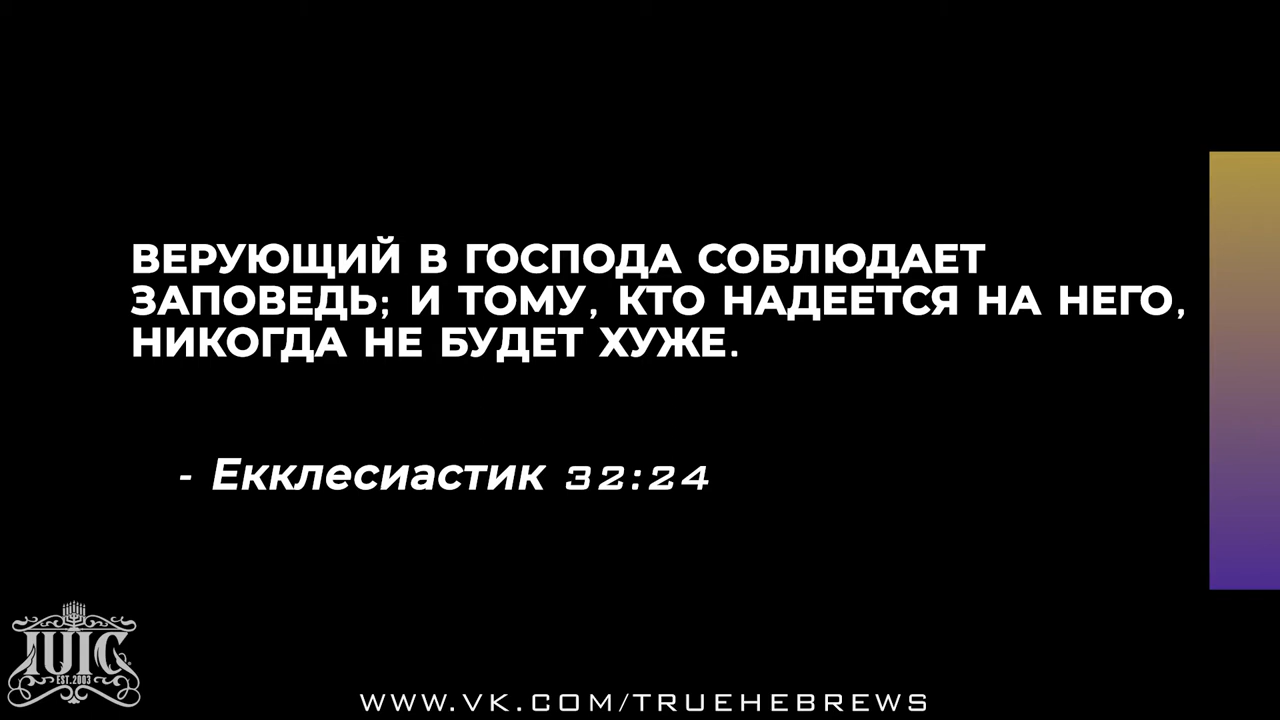 ВЕРУЮЩИЙ В ГОСПОДА СОБЛЮДАЕТ
ЗАПОВЕДЬ; И ТОМУ, КТО НАДЕЕТСЯ НА НЕГО,
НИКОГДА НЕ БУДЕТ ХУЖЕ.
- Екклесиастик 32:24
IUIC
EST.2003
WWW.VK.COM/TRUEHEBREWS